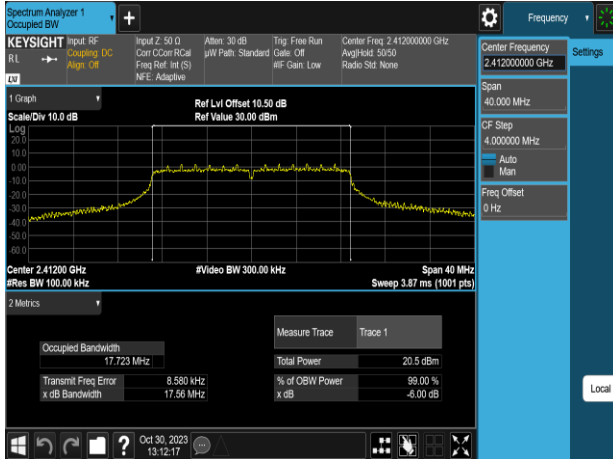 Spectrum Analyzer 1
Occupied BW
+
Frequency
KEYSIGHT
RL
LXI
Input: RF
Coupling: DC
Align: Off
Input Z: 50 Ω
Corr CCorr RCal
Freq Ref: Int (S)
NFE: Adaptive
Atten: 30 dB
µW Path: Standard
Trig: Free Run
Gate: Off
#IF Gain: Low
Center Freq: 2.412000000 GHz
Avg|Hold: 50/50
Radio Std: None
Center Frequency
2.412000000 GHz
Settings
Span
40.000 MHz
CF Step
4.000000 MHz
Auto
Man
Freq Offset
0 Hz
Local
1 Graph
Scale/Div 10.0 dB
Ref Lvl Offset 10.50 dB
Ref Value 30.00 dBm
Log
20.0
10.0
0.00
-10.0
-20.0
-30.0
-40.0
-50.0
-60.0
Center 2.41200 GHz
#Video BW 300.00 kHz
Span 40 MHz
#Res BW 100.00 kHz
Sweep 3.87 ms (1001 pts)
2 Metrics
Measure Trace Trace 1
Occupied Bandwidth
17.723 MHz
Total Power 20.5 dBm
Transmit Freq Error 8.580 kHz
% of OBW Power 99.00 %
x dB Bandwidth 17.56 MHz
x dB -6.00 dB
?
Oct 30, 2023
13:12:17